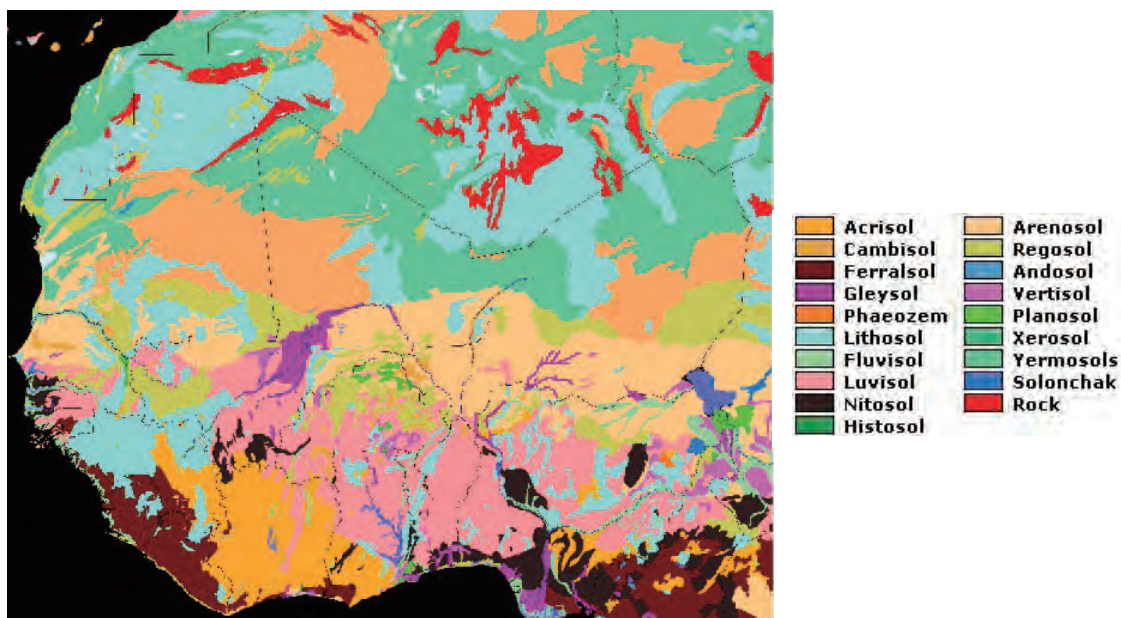 Acrisol
Cambisol
Ferralsol
Gleysol
Phaeozem
Lithosol
Fluvisol
Luvisol
Nitosol
Histosol
Arenosol
Regosol
Andosol
Vertisol
Planosol
Xerosol
Yermosols
Solonchak
Rock